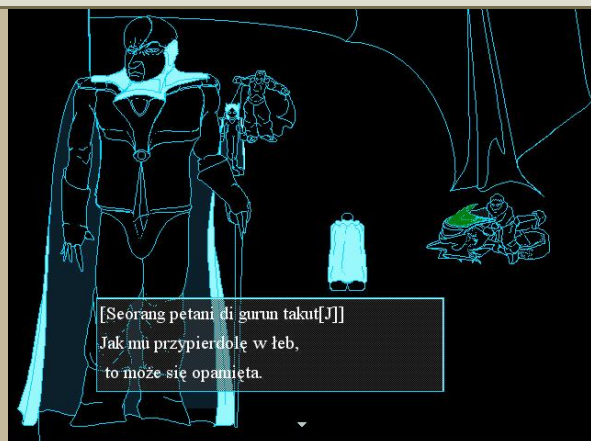 [Seorang petani di gurun takut[J]]
Jak mu przypierdolę w łeb,
to może się opamięta.